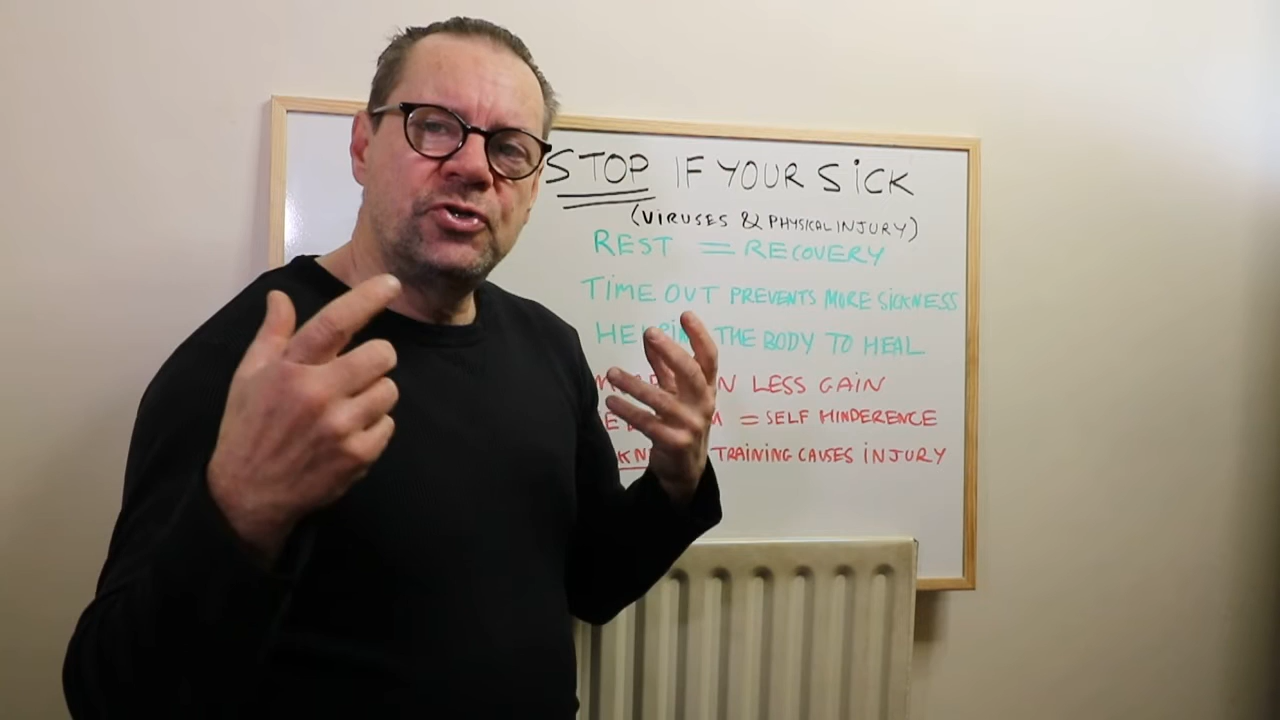 STOP IF YOUR SICK
(VIRUSES & PHYSICAL INJURY)
REST = RECOVERY
TIME OUT PREVENTS MORE SICKNESS
THE BODY TO HEAL
LESS GAIN
= SELF HINDERENCE
TRAINING CAUSES INJURY